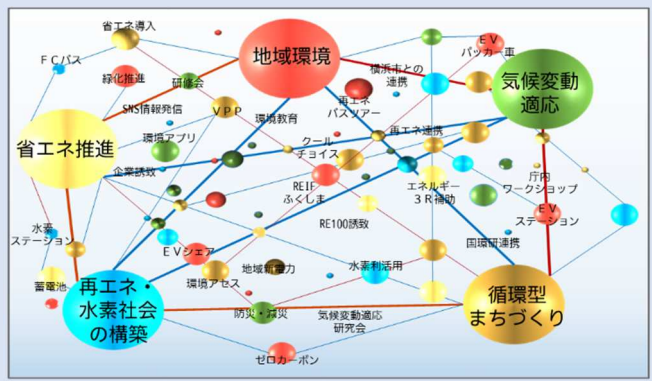 省エネ導入
地域環境
EV
パッカー車
FCバス
緑化推進
研修会
横浜市との
連携
気候変動
適応
SNS情報発信
VPP
環境教育
再エネ
バスツアー
再エネ連携
省エネ推進
環境アプリ
クール
チョイス
企業誘致
REIF
ふくしま
エネルギー
3R補助
庁内
ワークショップ
RE100誘致
EV
ステーション
水素
ステーション
国環研連携
EVシェア
地域新電力
水素利活用
蓄電池
環境アセス
再エネ・
水素社会
の構築
防災・減災
気候変動適応
研究会
循環型
まちづくり
ゼロカーボン